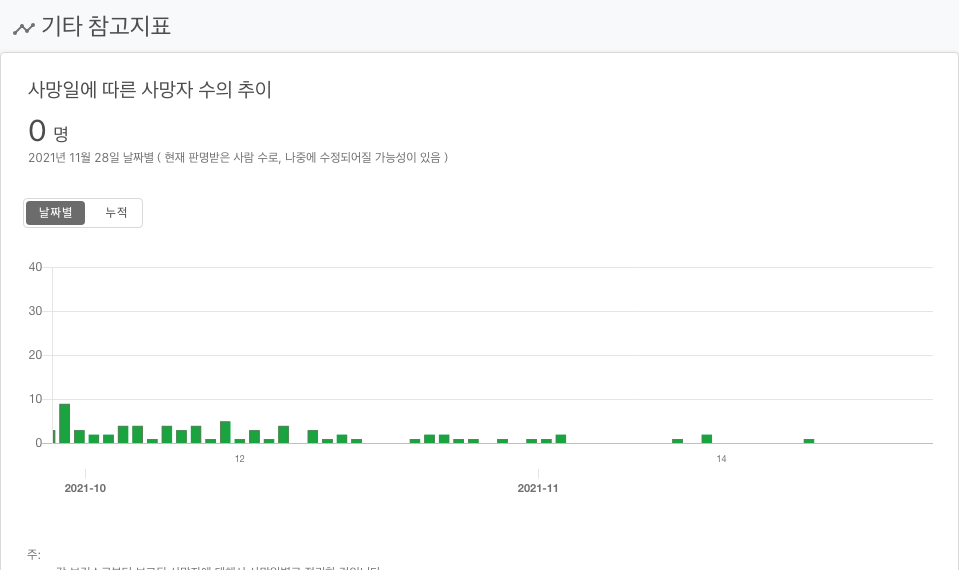 기타 참고지표
사망일에 따른 사망자 수의 추이
0 명
2021년 11월 28일 날짜별 ( 현재 판명받은 사람 수로, 나중에 수정되어질 가능성이 있음 )
날짜별 누적
40
30
20
10
0
12 14
2021-10 2021-11
주: